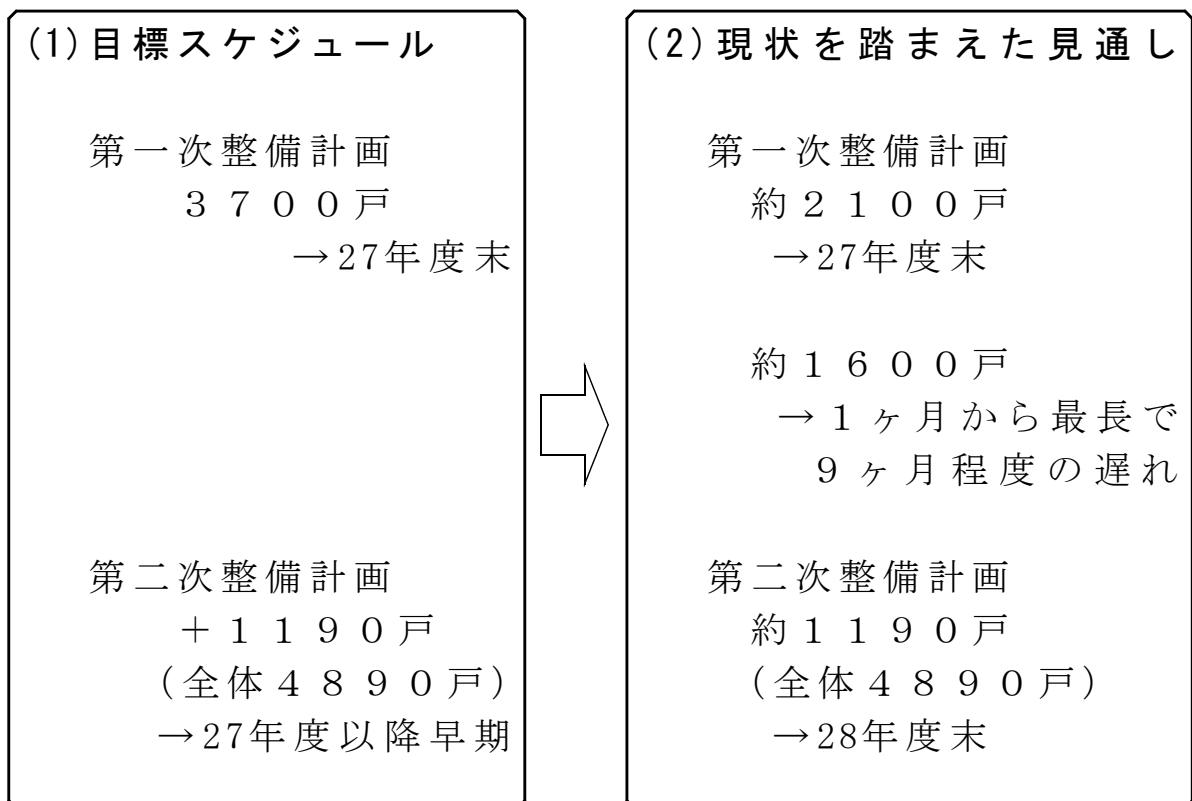 (1)目標スケジュール
第一次整備計画
３７００戸
→27年度末
第二次整備計画
＋１１９０戸
(全体４８９０戸)
→27年度以降早期
(2)現状を踏まえた見通し
第一次整備計画
約２１００戸
→27年度末
約１６００戸
→１ヶ月から最長で
９ヶ月程度の遅れ
第二次整備計画
約１１９０戸
(全体４８９０戸)
→28年度末